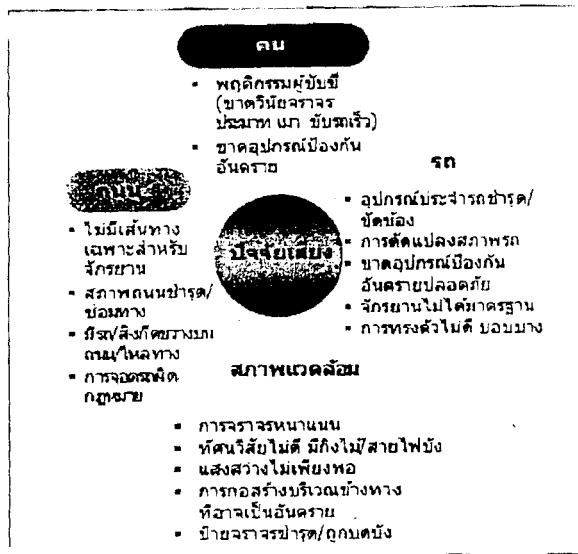 คน
▪ พฤติกรรมผู้ขับขี่
(ขาดวินัยจราจร
ประมาท เมา ขับรถเร็ว)
▪ ขาดอุปกรณ์ป้องกัน
อันตราย
ถนน
▪ ไม่มีเส้นทาง
เฉพาะสำหรับ
จักรยาน
▪ สภาพถนนชำรุด/
ซ่อมทาง
▪ มีรถ/สิ่งกีดขวางบน
ถนน/ไหล่ทาง
▪ การจอดรถผิด
กฎหมาย
ปัจจัยเสี่ยง
รถ
▪ อุปกรณ์ประจำรถชำรุด/
ขัดข้อง
▪ การดัดแปลงสภาพรถ
▪ ขาดอุปกรณ์ป้องกัน
อันตรายปลอดภัย
▪ จักรยานไม่ได้มาตรฐาน
▪ การทรงตัวไม่ดี บอบบาง
สภาพแวดล้อม
▪ การจราจรหนาแน่น
▪ ทัศนวิสัยไม่ดี มีกิ่งไม้/สายไฟบัง
▪ แสงสว่างไม่เพียงพอ
▪ การก่อสร้างบริเวณข้างทาง
ที่อาจเป็นอันตราย
▪ ป้ายจราจรชำรุด/ถูกบดบัง